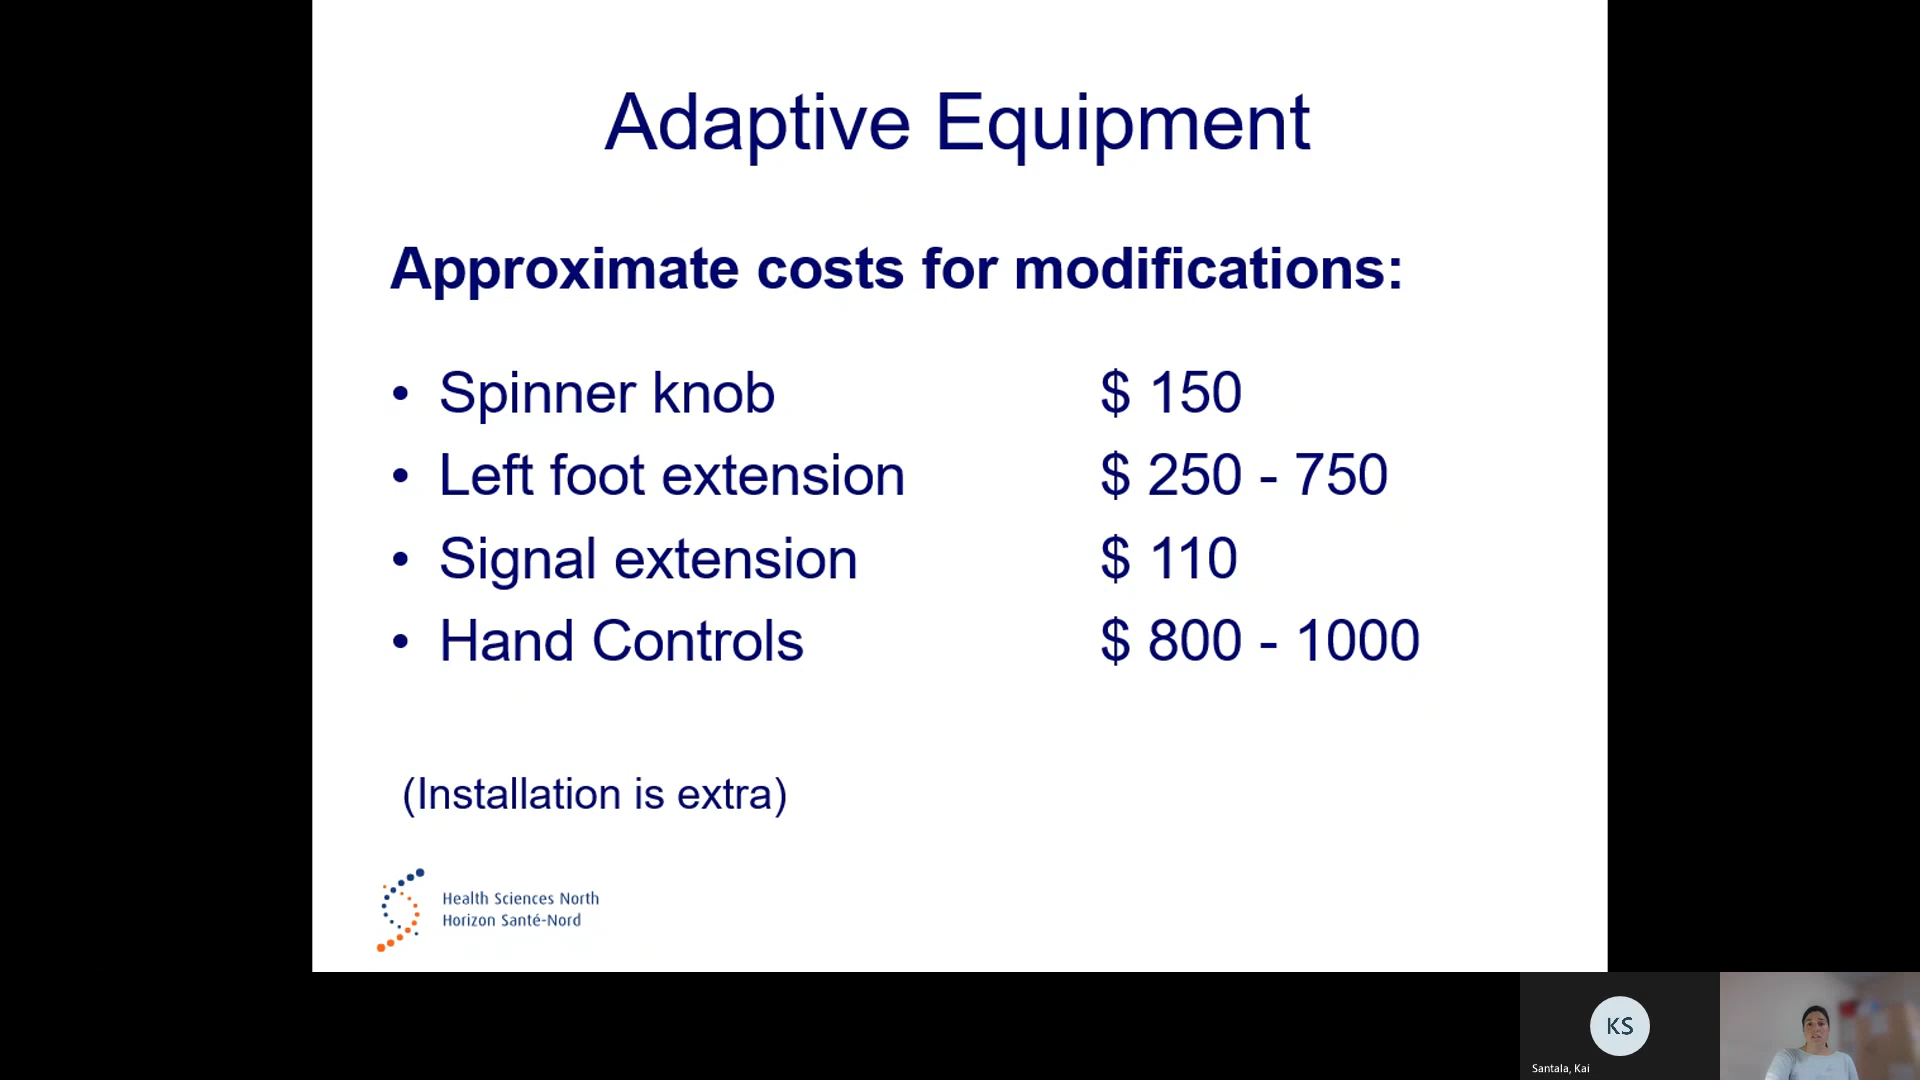 Adaptive Equipment
Approximate costs for modifications:
• Spinner knob $ 150
• Left foot extension $ 250 - 750
• Signal extension $ 110
• Hand Controls $ 800 - 1000
(Installation is extra)
Health Sciences North
Horizon Santé-Nord
KS
Santala, Kai